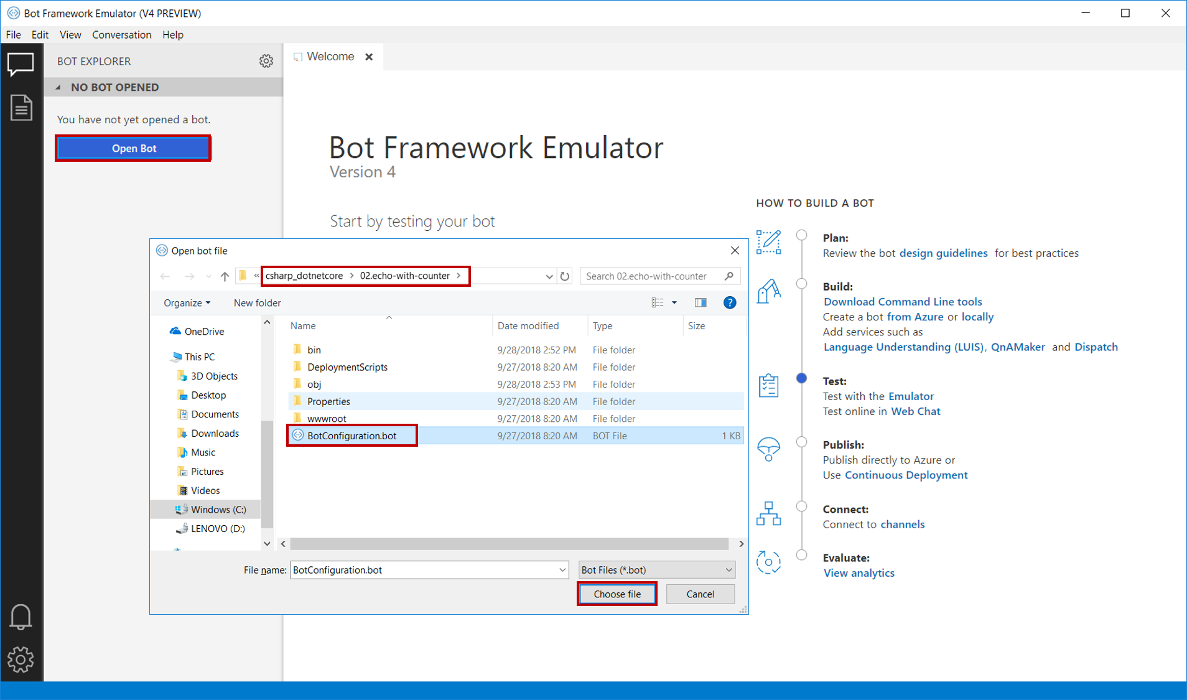 Bot Framework Emulator (V4 PREVIEW)
File Edit View Conversation Help
BOT EXPLORER
NO BOT OPENED
You have not yet opened a bot.
Open Bot
Welcome
Bot Framework Emulator
Version 4
Start by testing your bot
HOW TO BUILD A BOT
Plan:
Review the bot design guidelines for best practices
Build:
Download Command Line tools
Create a bot from Azure or locally
Add services such as
Language Understanding (LUIS), QnAMaker and Dispatch
Test:
Test with the Emulator
Test online in Web Chat
Publish:
Publish directly to Azure or
Use Continuous Deployment
Connect:
Connect to channels
Evaluate:
View analytics
Open bot file
« csharp_dotnetcore > 02.echo-with-counter >
Search 02.echo-with-counter
Organize New folder
?
OneDrive
This PC
3D Objects
Desktop
Documents
Downloads
Music
Pictures
Videos
Windows (C:)
LENOVO (D:)
Name Date modified Type Size
bin 9/28/2018 2:52 PM File folder
DeploymentScripts 9/27/2018 8:20 AM File folder
obj 9/28/2018 2:53 PM File folder
Properties 9/27/2018 8:20 AM File folder
wwwroot 9/27/2018 8:20 AM File folder
BotConfiguration.bot 9/27/2018 8:20 AM BOT File 1 KB
File name: BotConfiguration.bot Bot Files (*.bot)
Choose file Cancel